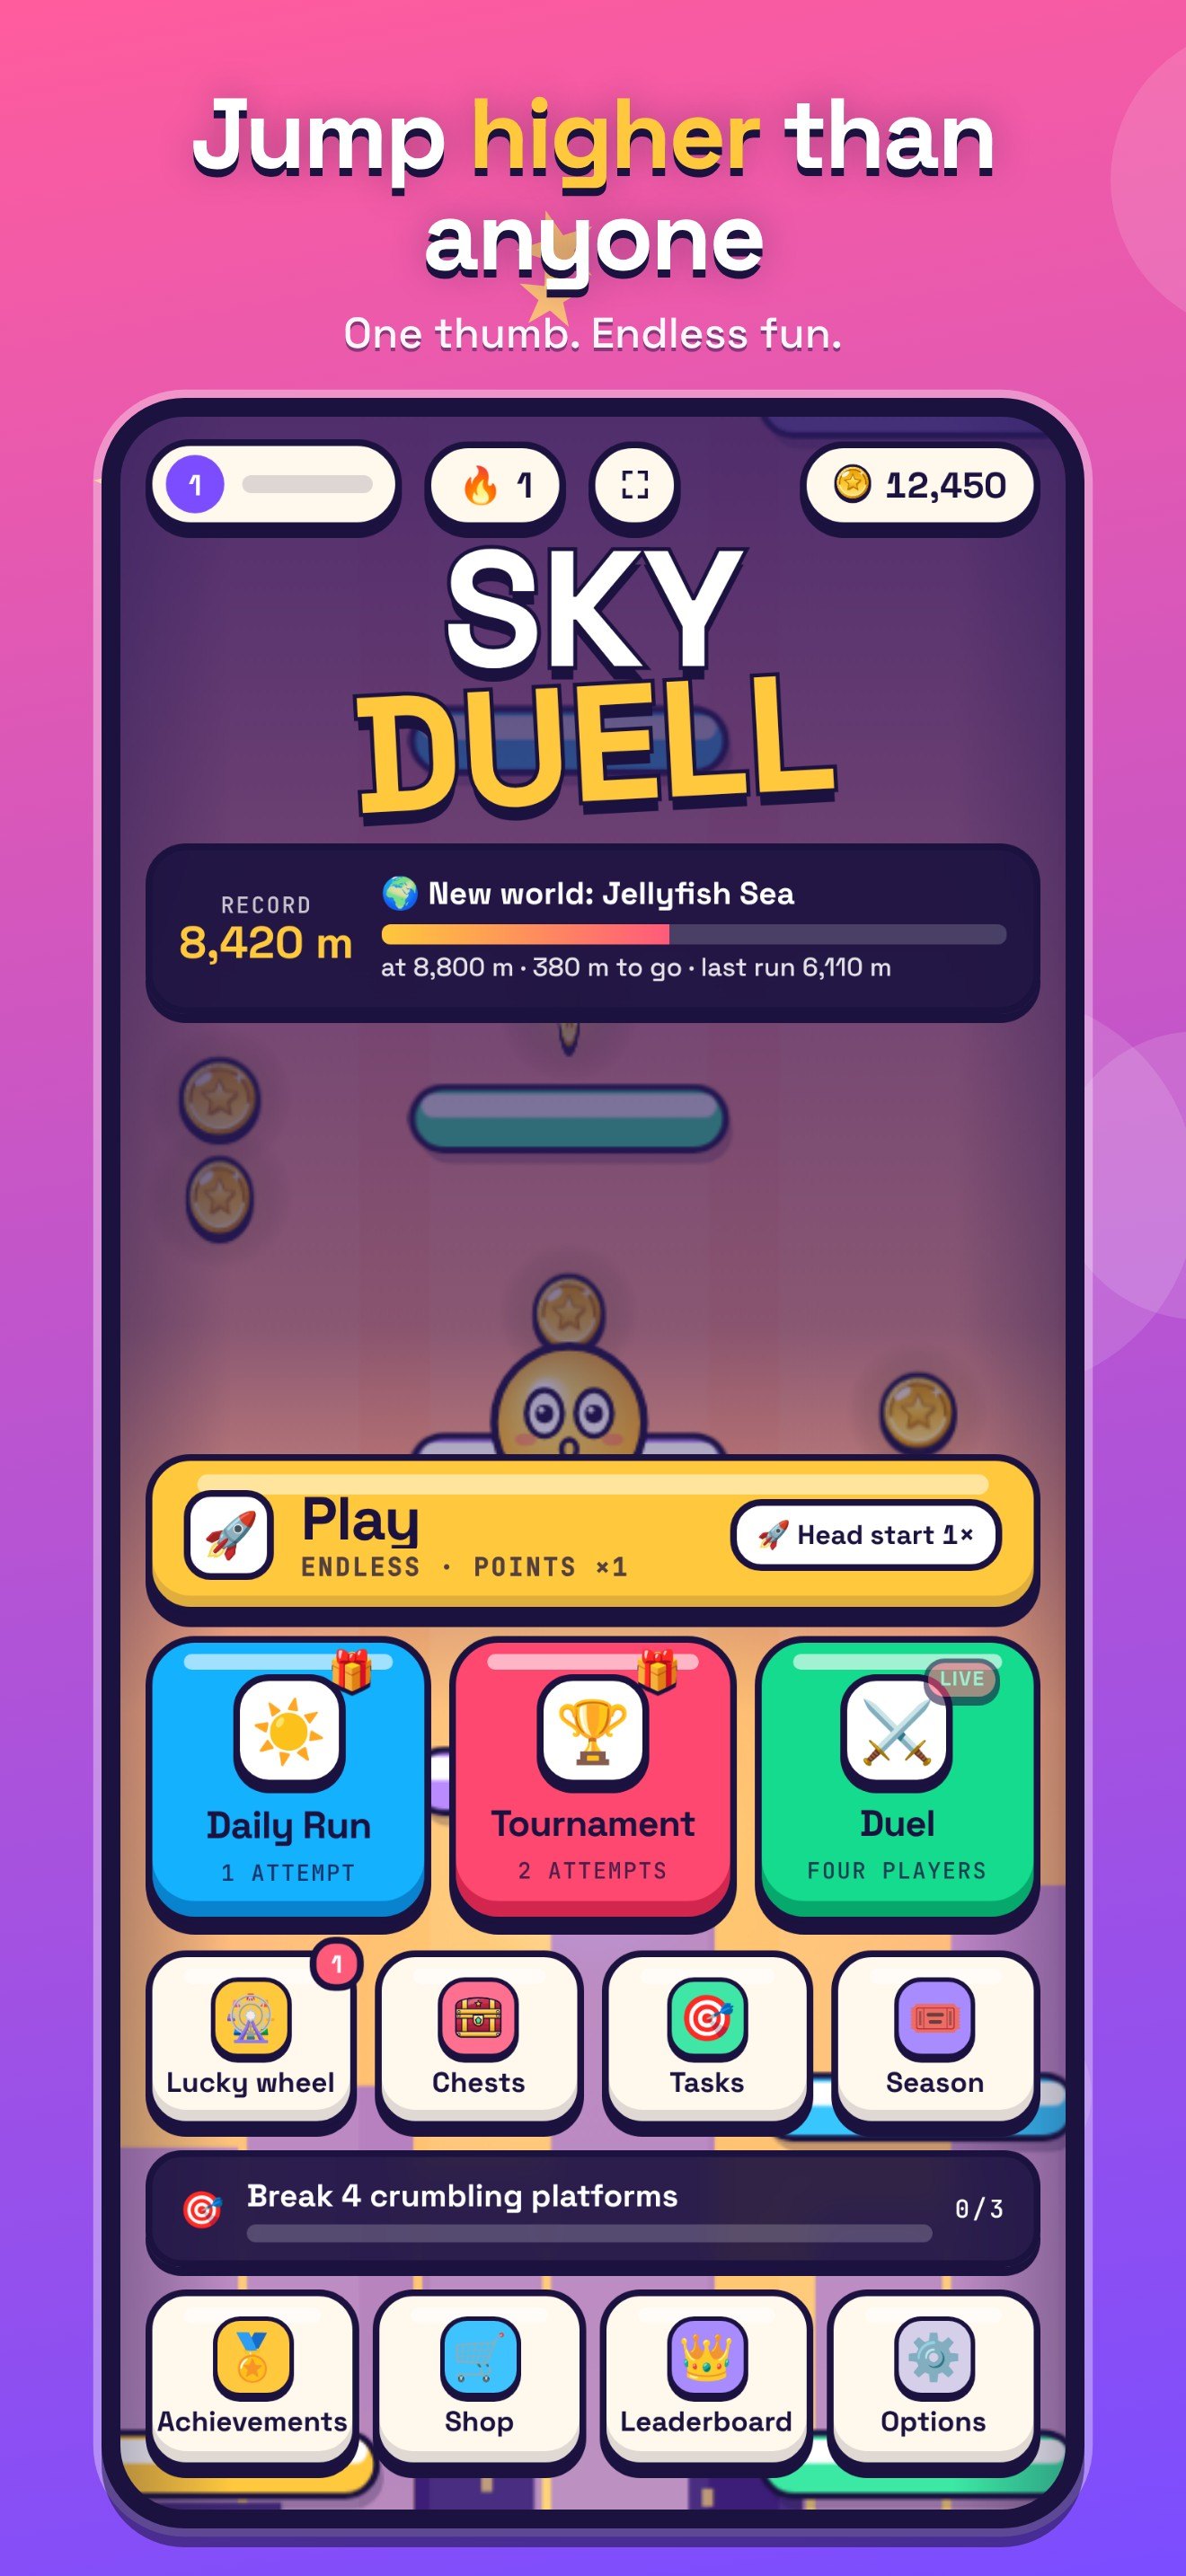 Jump higher than
anyone
One thumb. Endless fun.
1
🔥 1
12,450
SKY
DUELL
RECORD
8,420 m
🌍 New world: Jellyfish Sea
at 8,800 m · 380 m to go · last run 6,110 m
Play
ENDLESS · POINTS ×1
🚀 Head start 1×
Daily Run
1 ATTEMPT
Tournament
2 ATTEMPTS
LIVE
Duel
FOUR PLAYERS
1
Lucky wheel
Chests
Tasks
Season
Break 4 crumbling platforms
0/3
Achievements
Shop
Leaderboard
Options